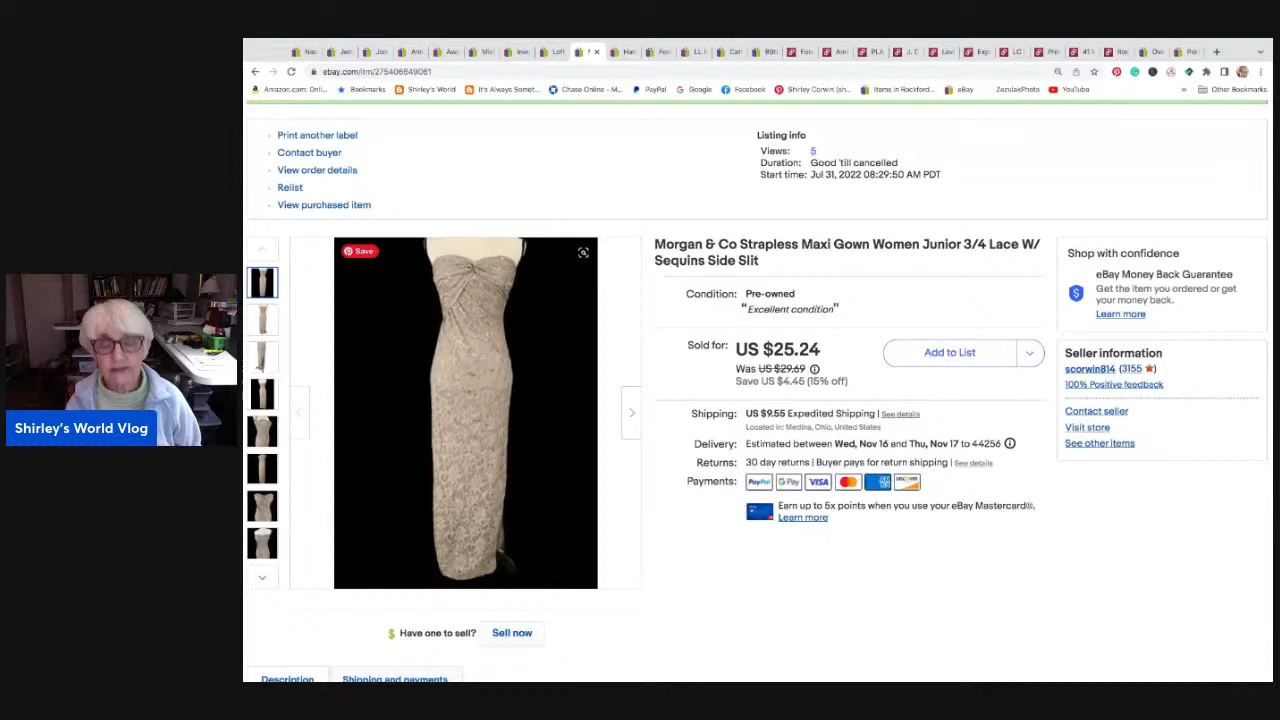 ebay.com/itm/275406649061
Amazon.com: Onli...
Bookmarks
Shirley's World
It's Always Somet...
Chase Online - M...
PayPal
Google
Facebook
Shirley Corwin (sh...
Items in Rockford...
eBay
ZezulakPhoto
YouTube
»
Other Bookmarks
Print another label
Contact buyer
View order details
Relist
View purchased item
Listing info
Views: 5
Duration: Good 'till cancelled
Start time: Jul 31, 2022 08:29:50 AM PDT
Save
Morgan & Co Strapless Maxi Gown Women Junior 3/4 Lace W/
Sequins Side Slit
Condition: Pre-owned
"Excellent condition"
Sold for: US $25.24
Was US $29.69
Save US $4.45 (15% off)
Add to List
Shipping: US $9.55 Expedited Shipping | See details
Located in: Medina, Ohio, United States
Delivery: Estimated between Wed, Nov 16 and Thu, Nov 17 to 44256
Returns: 30 day returns | Buyer pays for return shipping | See details
Payments: PayPal G Pay VISA
DISCOVER
Earn up to 5x points when you use your eBay Mastercard®.
Learn more
Shop with confidence
eBay Money Back Guarantee
Get the item you ordered or get
your money back.
Learn more
Seller information
scorwin814 (3155 )
100% Positive feedback
Contact seller
Visit store
See other items
Have one to sell? Sell now
Description
Shipping and payments
Shirley's World Vlog